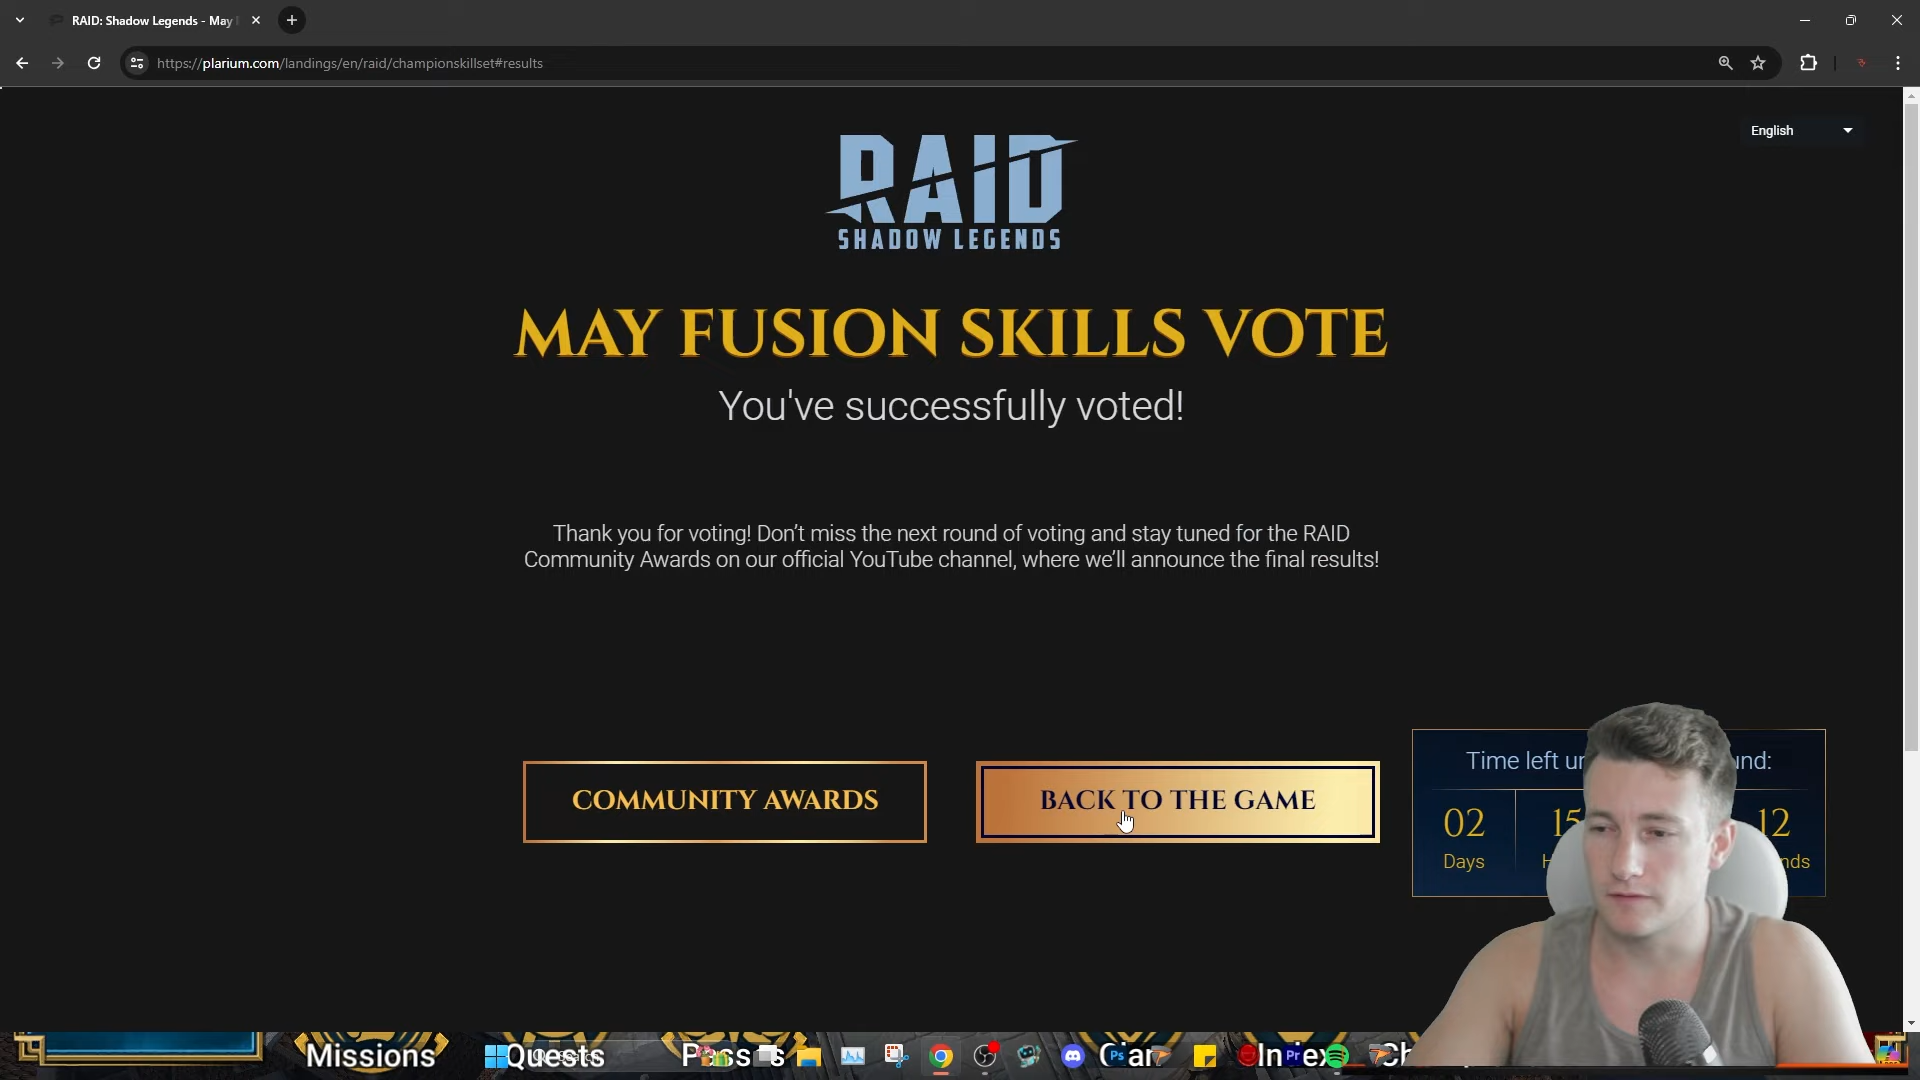 RAID: Shadow Legends - May
https://plarium.com/landings/en/raid/championskillset#results
English
RAID
SHADOW LEGENDS
MAY FUSION SKILLS VOTE
You've successfully voted!
Thank you for voting! Don't miss the next round of voting and stay tuned for the RAID
Community Awards on our official YouTube channel, where we'll announce the final results!
COMMUNITY AWARDS
BACK TO THE GAME
Time left
02
15
12
Days
Missions
Quests